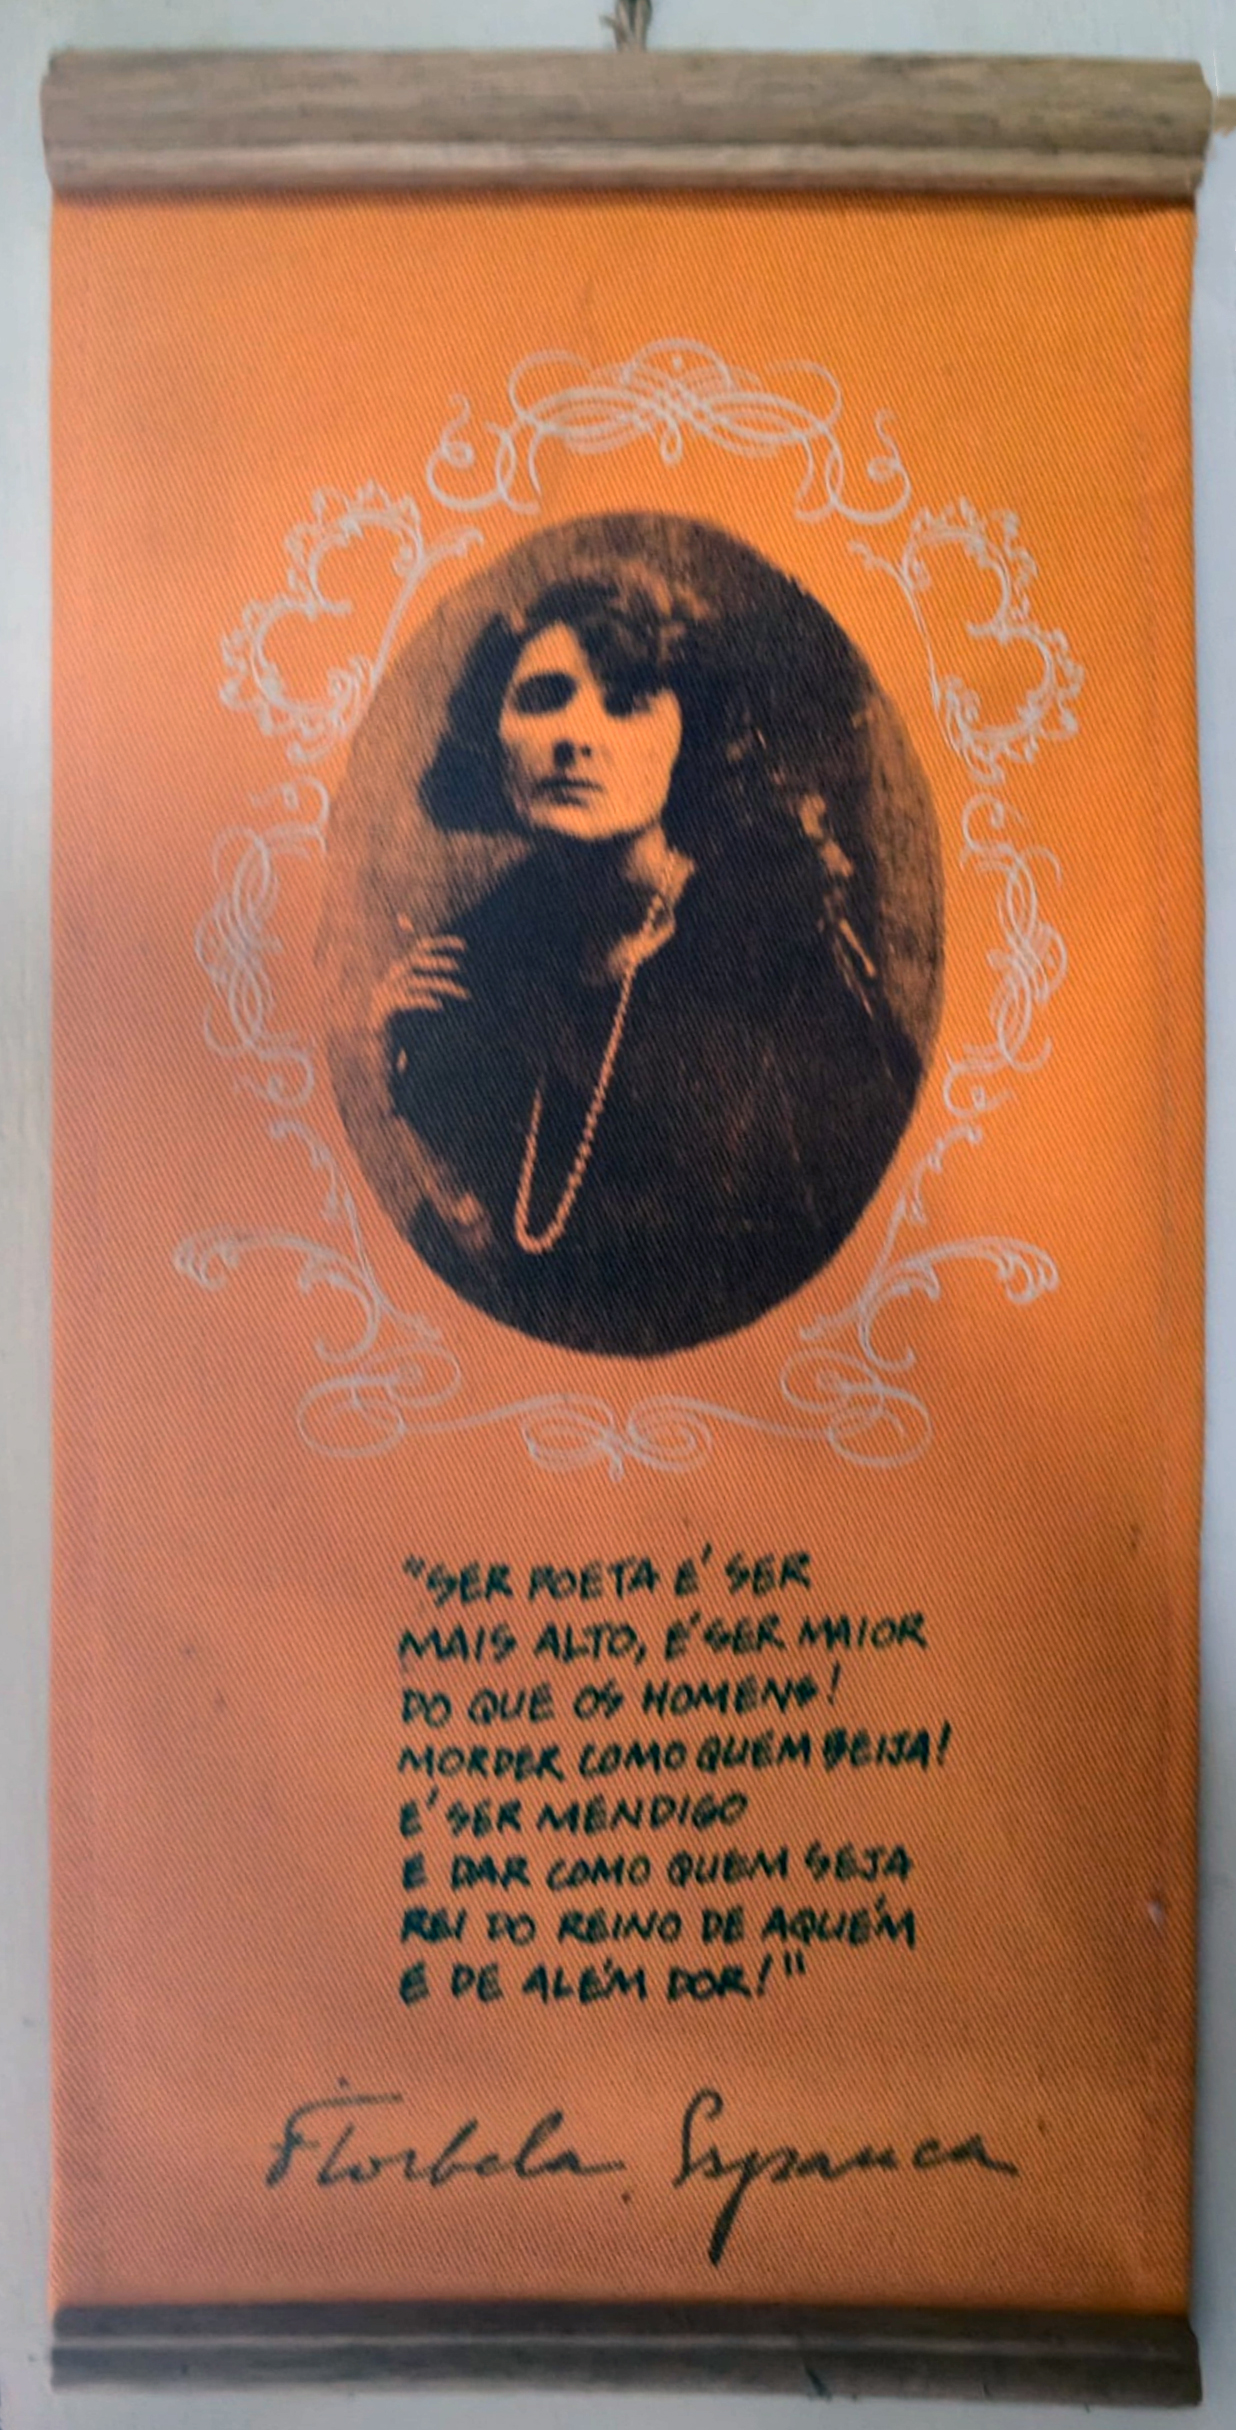 "SER POETA É SER
MAIS ALTO, É SER MAIOR
DO QUE OS HOMENS!
MORDER COMO QUEM BEIJA!
É SER MENDIGO
E DAR COMO QUEM SEJA
REI DO REINO DE AQUÉM
E DE ALÉM DOR!"
Florbela Espanca